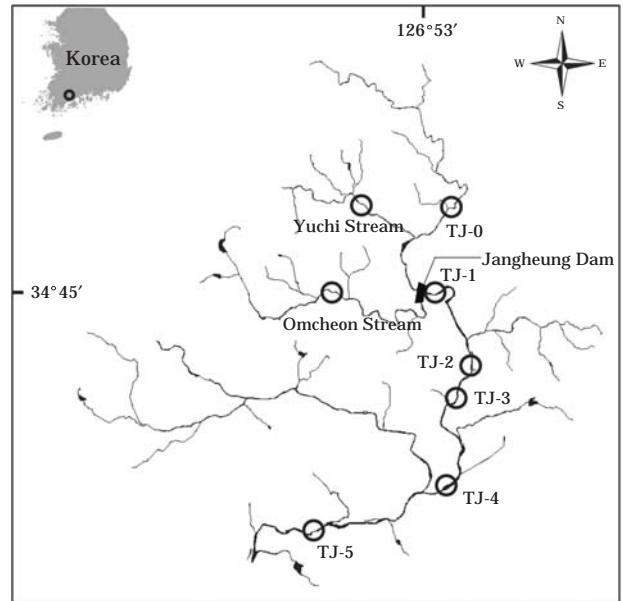 126°53′
N
Korea
W E
S
Yuchi Stream
TJ-0
Jangheung Dam
TJ-1
34°45′
Omcheon Stream
TJ-2
TJ-3
TJ-4
TJ-5